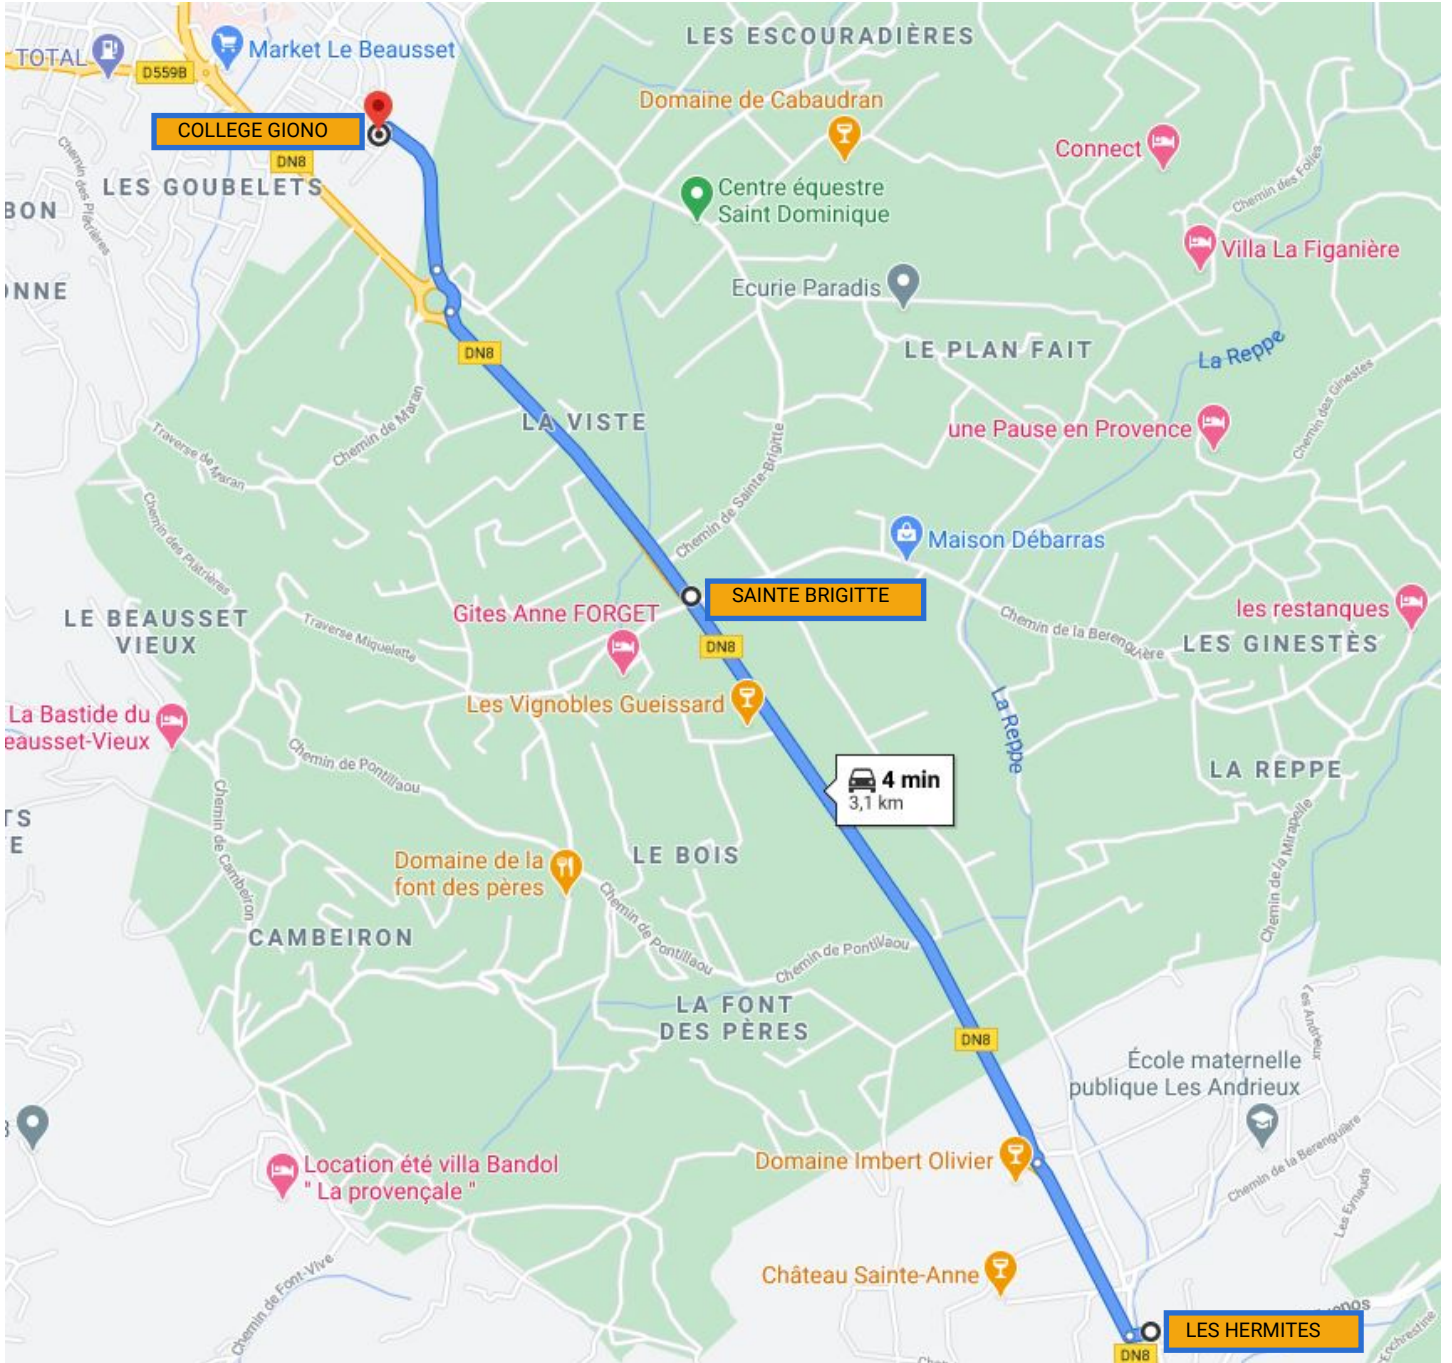 LES ESCOURADIÈRES
Market Le Beausset
TOTAL
D559B
Domaine de Cabaudran
COLLEGE GIONO
Connect
DN8
LES GOUBELETS
Centre équestre
Saint Dominique
Chemin des Plâtrières
Chemin des Folies
BON
Villa La Figanière
Ecurie Paradis
ONNE
LE PLAN FAIT
La Reppe
DN8
LA VISTE
Chemin de Maran
Traverse de Maran
une Pause en Provence
Chemin des Ginestes
Chemin de Sainte-Brigitte
Chemin des Plâtrières
Maison Débarras
SAINTE BRIGITTE
Gites Anne FORGET
les restanques
LE BEAUSSET
VIEUX
Traverse Miquelette
Chemin de la Berenguière
LES GINESTÈS
DN8
Les Vignobles Gueissard
La Bastide du
eausset-Vieux
La Reppe
Chemin de Pontillaou
4 min
3,1 km
LA REPPE
TS
E
Chemin de Cambeiron
LE BOIS
Domaine de la
font des pères
Chemin de la Mirapelle
Chemin de Pontillaou
CAMBEIRON
Chemin de Pontillaou
LA FONT
DES PÈRES
Les Andrieux
DN8
École maternelle
publique Les Andrieux
Domaine Imbert Olivier
Location été villa Bandol
" La provençale "
Chemin de la Berenguière
Les Eynauds
Château Sainte-Anne
Chemin de Font-Vive
LES HERMITES
DN8